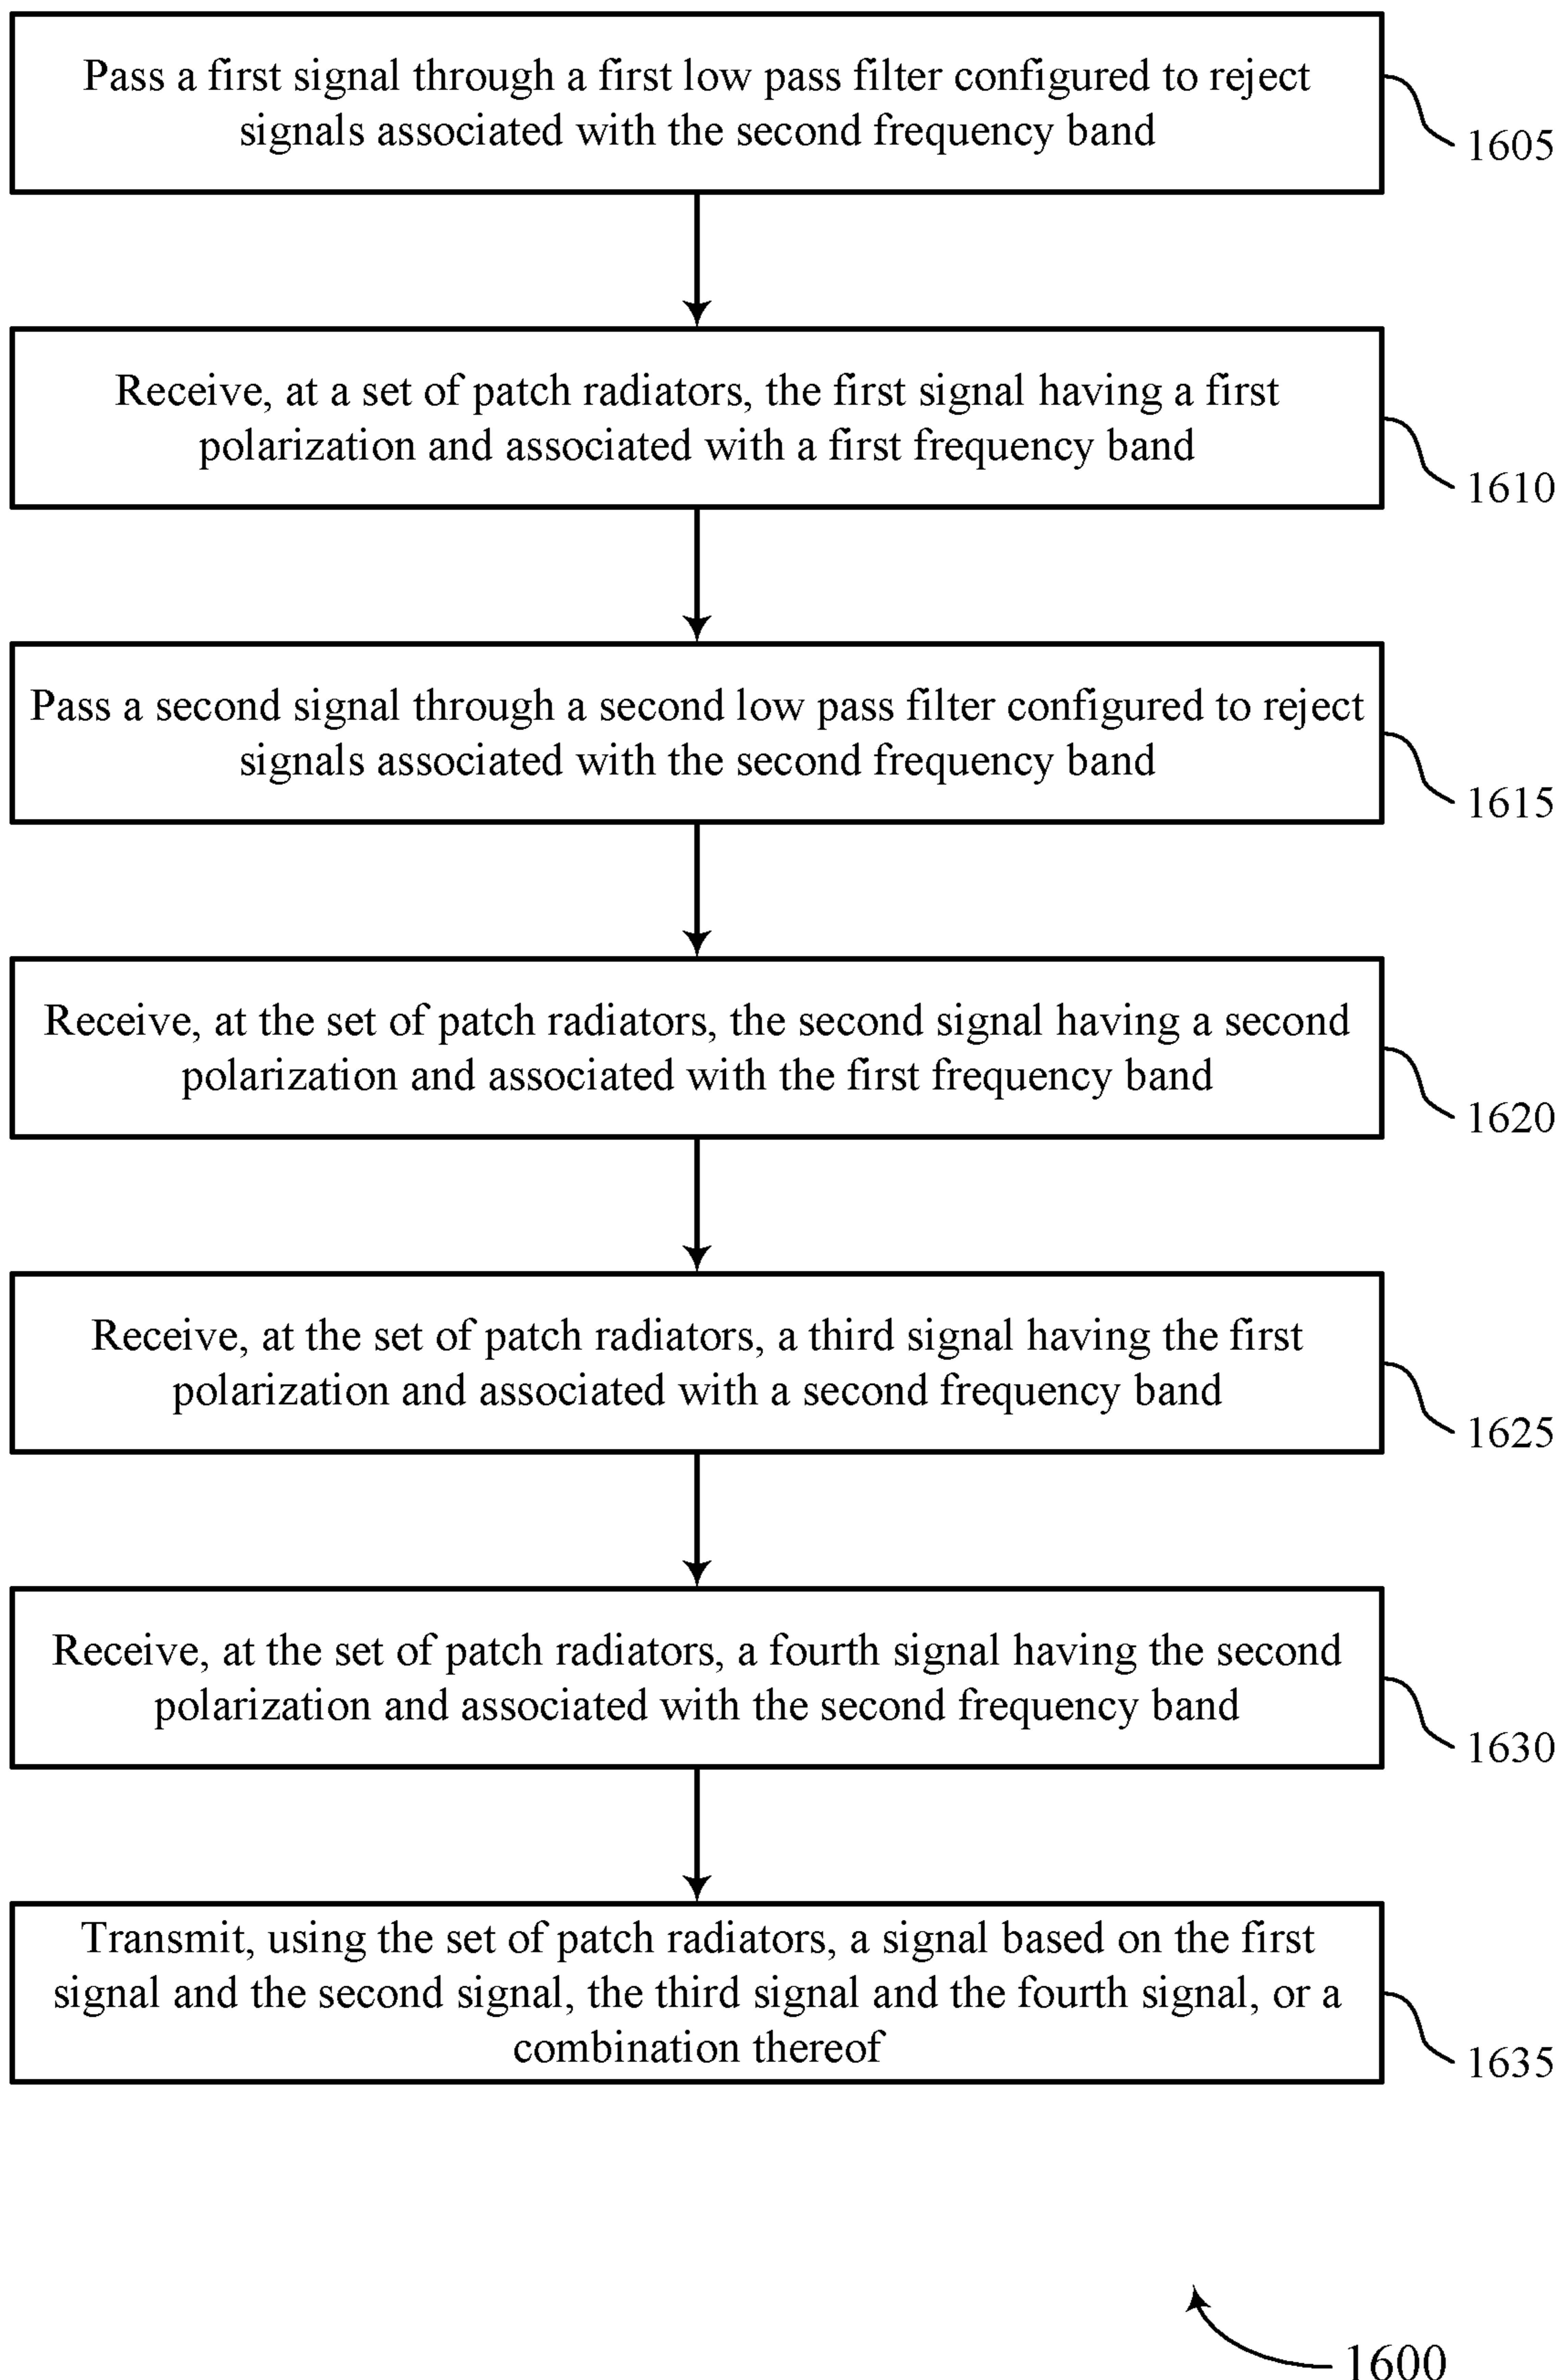 Pass a first signal through a first low pass filter configured to reject
signals associated with the second frequency band
1605
Receive, at a set of patch radiators, the first signal having a first
polarization and associated with a first frequency band
1610
Pass a second signal through a second low pass filter configured to reject
signals associated with the second frequency band
1615
Receive, at the set of patch radiators, the second signal having a second
polarization and associated with the first frequency band
1620
Receive, at the set of patch radiators, a third signal having the first
polarization and associated with a second frequency band
1625
Receive, at the set of patch radiators, a fourth signal having the second
polarization and associated with the second frequency band
1630
Transmit, using the set of patch radiators, a signal based on the first
signal and the second signal, the third signal and the fourth signal, or a
combination thereof
1635
1600